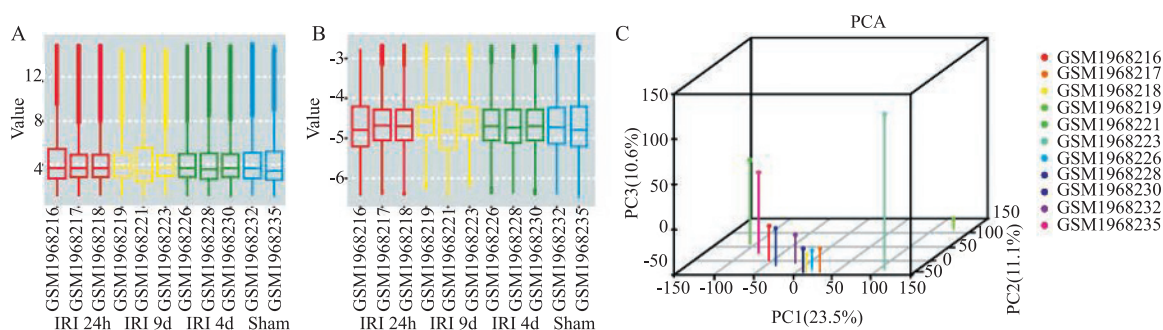 A
Value
12
8
4
GSM1968216
GSM1968217
GSM1968218
GSM1968219
GSM1968221
GSM1968223
GSM1968226
GSM1968228
GSM1968230
GSM1968232
GSM1968235
IRI 24h
IRI 9d
IRI 4d
Sham
B
Value
-3
-4
-5
-6
GSM1968216
GSM1968217
GSM1968218
GSM1968219
GSM1968221
GSM1968223
GSM1968226
GSM1968228
GSM1968230
GSM1968232
GSM1968235
IRI 24h
IRI 9d
IRI 4d
Sham
C
PCA
PC3(10.6%)
150
100
50
0
-50
-150
-100
-50
0
50
100
150
PC1(23.5%)
-50
0
50
100
150
PC2(11.1%)
GSM1968216
GSM1968217
GSM1968218
GSM1968219
GSM1968221
GSM1968223
GSM1968226
GSM1968228
GSM1968230
GSM1968232
GSM1968235